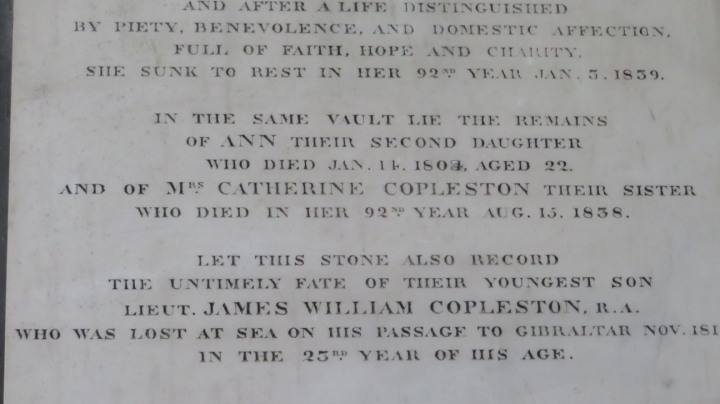 AND AFTER A LIFE DISTINGUISHED
BY PIETY, BENEVOLENCE, AND DOMESTIC AFFECTION,
FULL OF FAITH, HOPE AND CHARITY,
SHE SUNK TO REST IN HER 92ND YEAR JAN. 3. 1839.
IN THE SAME VAULT LIE THE REMAINS
OF ANN THEIR SECOND DAUGHTER
WHO DIED JAN. 14. 1804, AGED 22.
AND OF MRS CATHERINE COPLESTON THEIR SISTER
WHO DIED IN HER 92ND YEAR AUG. 15. 1838.
LET THIS STONE ALSO RECORD
THE UNTIMELY FATE OF THEIR YOUNGEST SON
LIEUT. JAMES WILLIAM COPLESTON, R.A.
WHO WAS LOST AT SEA ON HIS PASSAGE TO GIBRALTAR NOV. 181
IN THE 23RD YEAR OF HIS AGE.